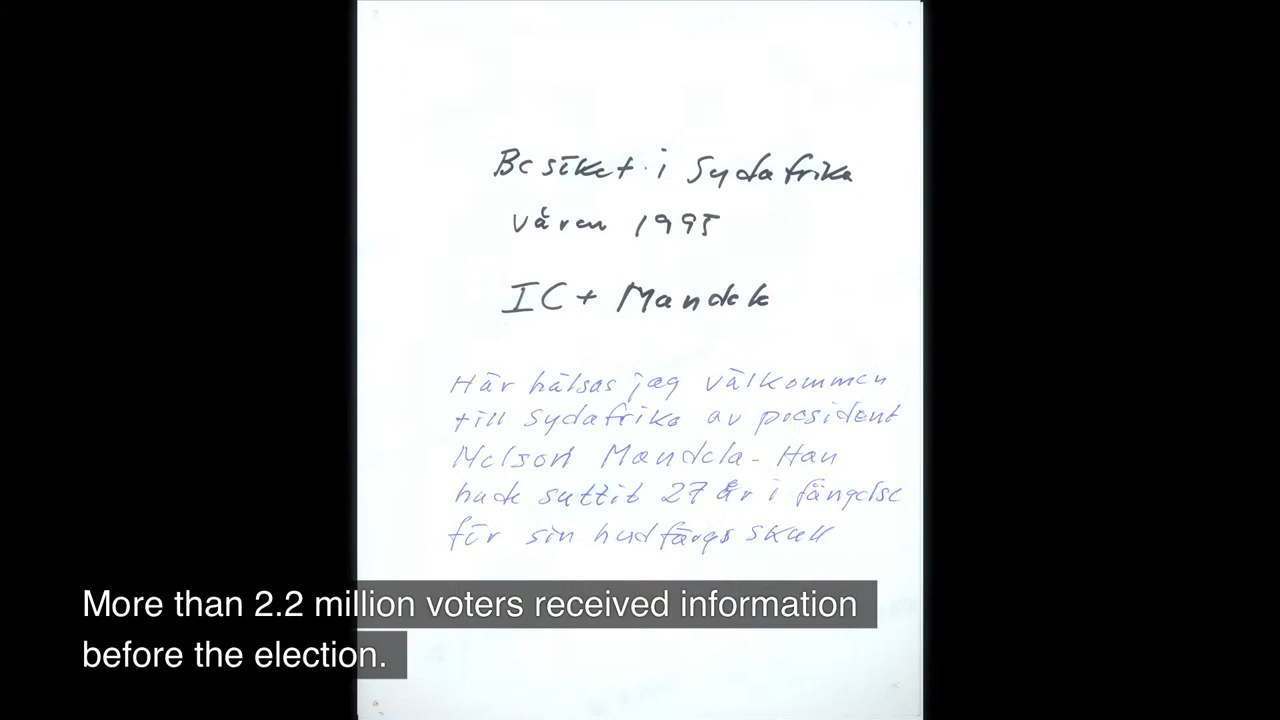 Besöket i Sydafrika
våren 1995
IC + Mandela
Här hälsas jag välkommen
till Sydafrika av president
Nelson Mandela - Han
hade suttit 27 år i fängelse
för sin hudfärgs skull
More than 2.2 million voters received information
before the election.